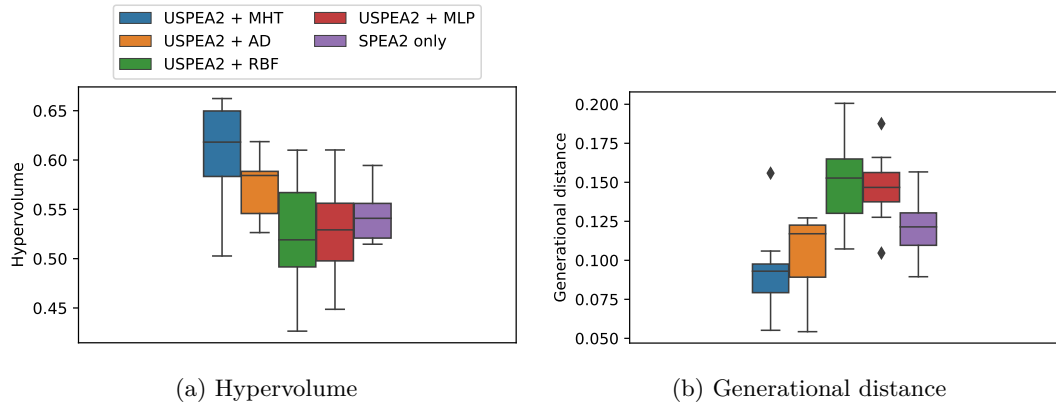 USPEA2 + MHT
USPEA2 + AD
USPEA2 + RBF
USPEA2 + MLP
SPEA2 only
Hypervolume
0.65
0.60
0.55
0.50
0.45
(a) Hypervolume
Generational distance
0.200
0.175
0.150
0.125
0.100
0.075
0.050
(b) Generational distance